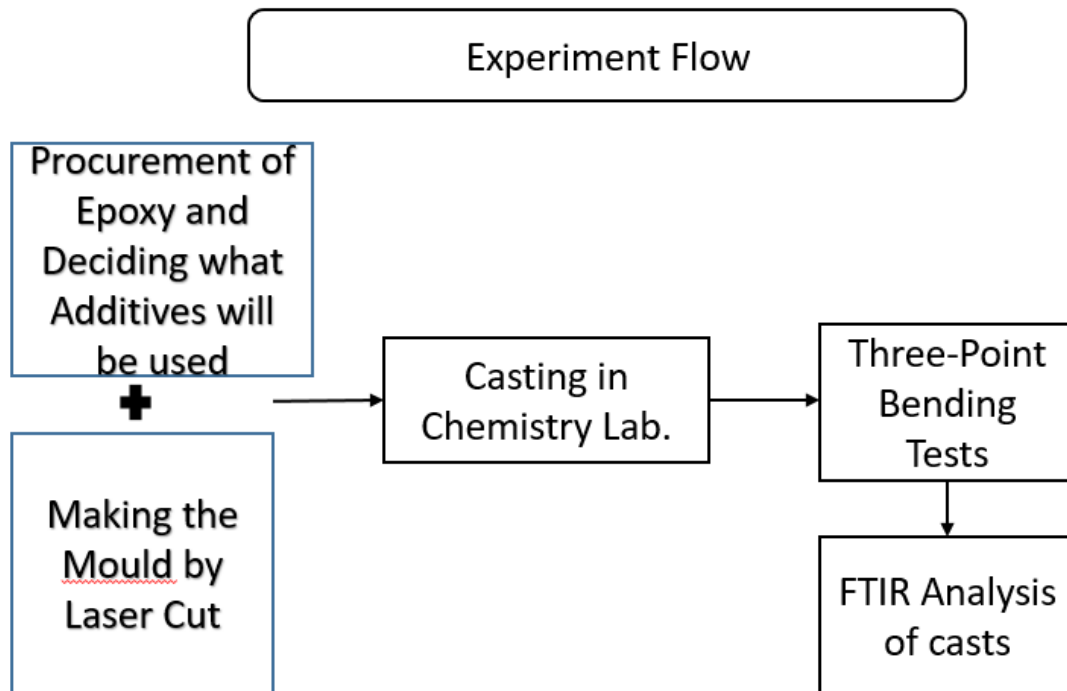 Experiment Flow
Procurement of
Epoxy and
Deciding what
Additives will
be used
Making the
Mould by
Laser Cut
Casting in
Chemistry Lab.
Three-Point
Bending
Tests
FTIR Analysis
of casts